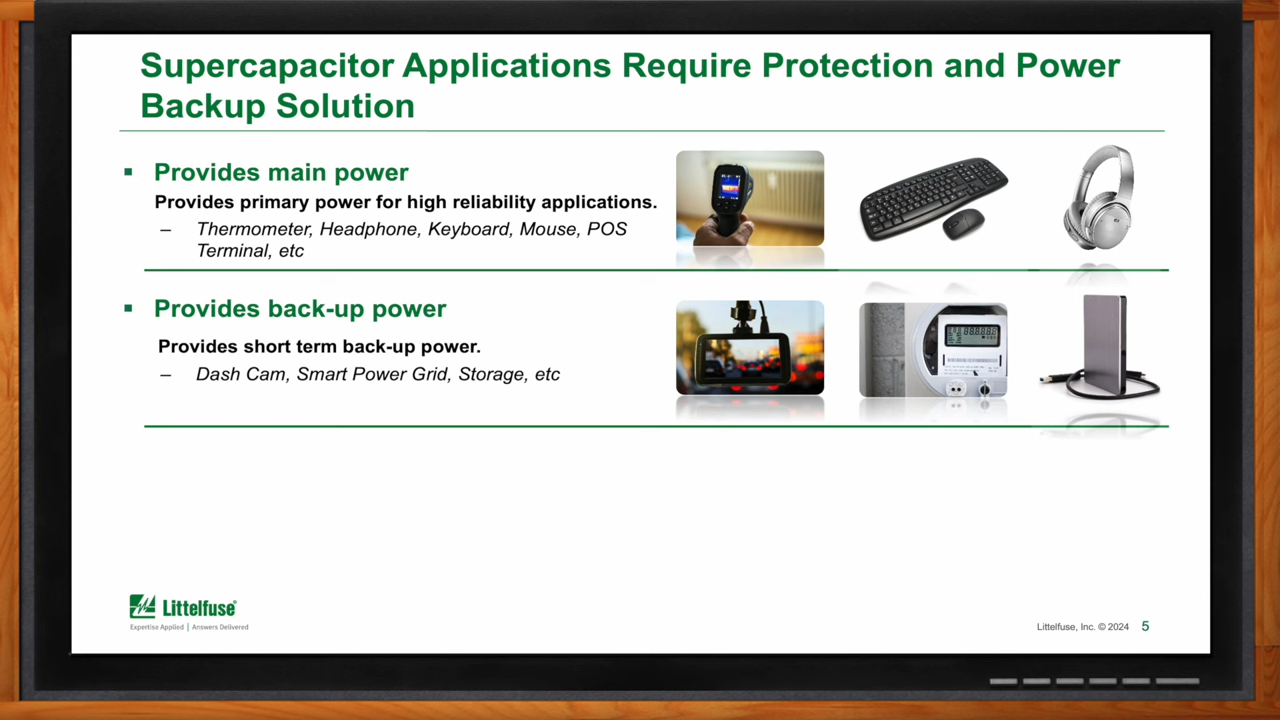 Supercapacitor Applications Require Protection and Power
Backup Solution
▪ Provides main power
Provides primary power for high reliability applications.
– Thermometer, Headphone, Keyboard, Mouse, POS
Terminal, etc
▪ Provides back-up power
Provides short term back-up power.
– Dash Cam, Smart Power Grid, Storage, etc
Littelfuse®
Expertise Applied | Answers Delivered
Littelfuse, Inc. © 2024 5